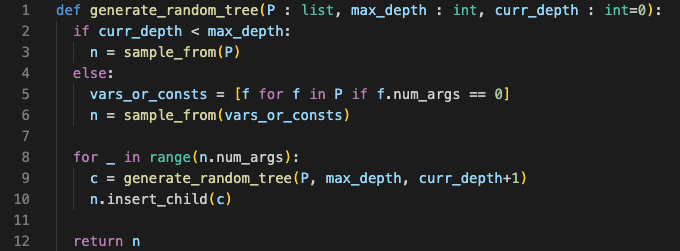 1 def generate_random_tree(P : list, max_depth : int, curr_depth : int=0):
2   if curr_depth < max_depth:
3     n = sample_from(P)
4   else:
5     vars_or_consts = [f for f in P if f.num_args == 0]
6     n = sample_from(vars_or_consts)
7
8   for _ in range(n.num_args):
9     c = generate_random_tree(P, max_depth, curr_depth+1)
10     n.insert_child(c)
11
12   return n